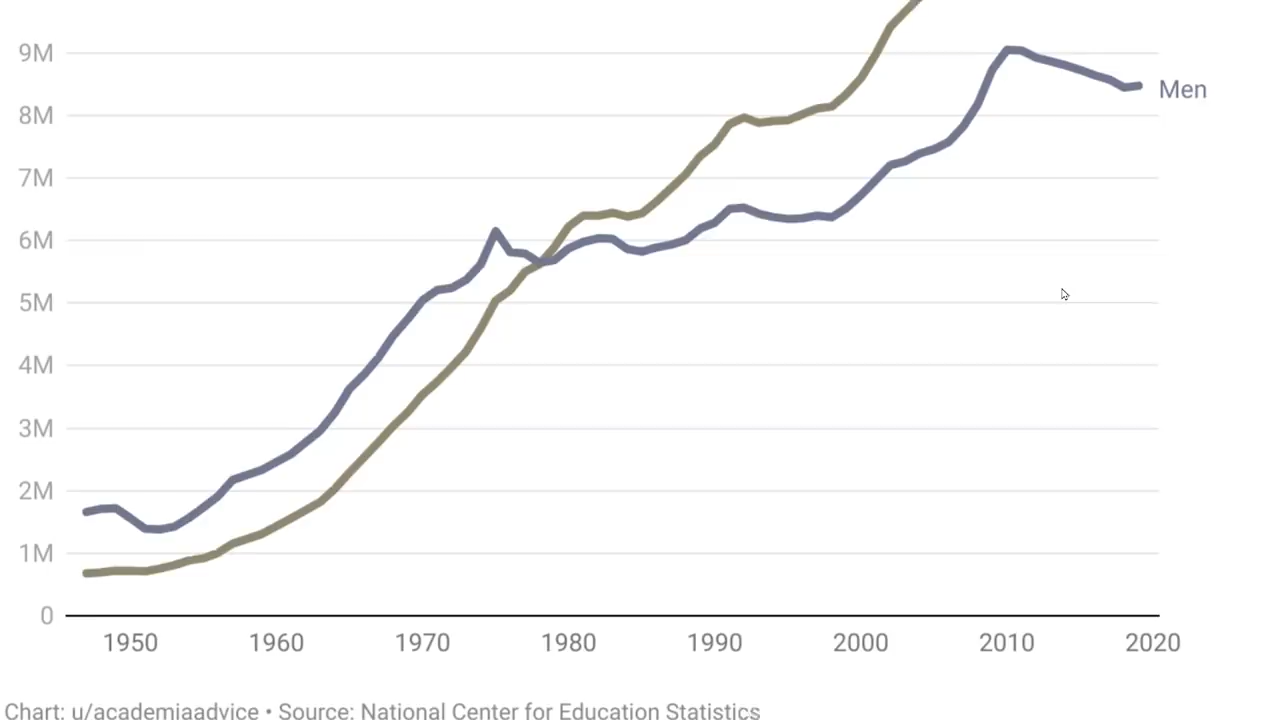 9M
Men
8M
7M
6M
5M
4M
3M
2M
1M
0
1950 1960 1970 1980 1990 2000 2010 2020
Chart: u/academiaadvice • Source: National Center for Education Statistics